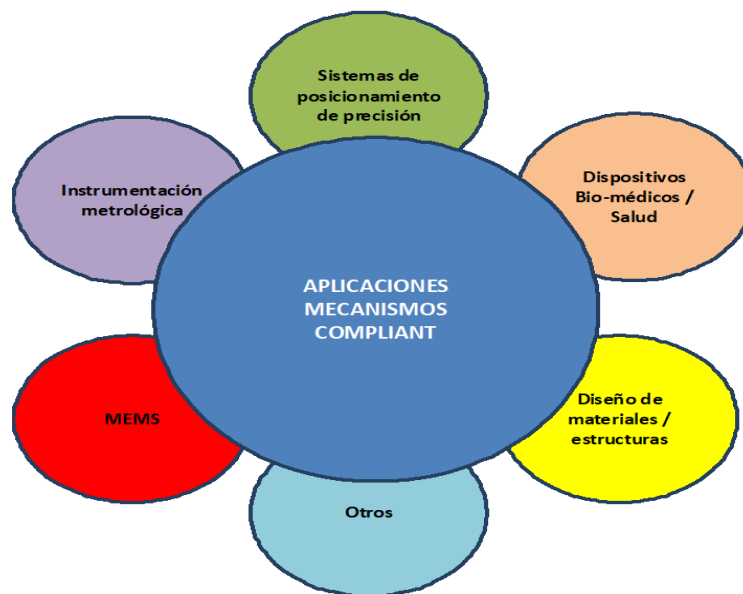 Sistemas de
posicionamiento
de precisión
Instrumentación
metrológica
Dispositivos
Bio-médicos /
Salud
APLICACIONES
MECANISMOS
COMPLIANT
MEMS
Diseño de
materiales /
estructuras
Otros